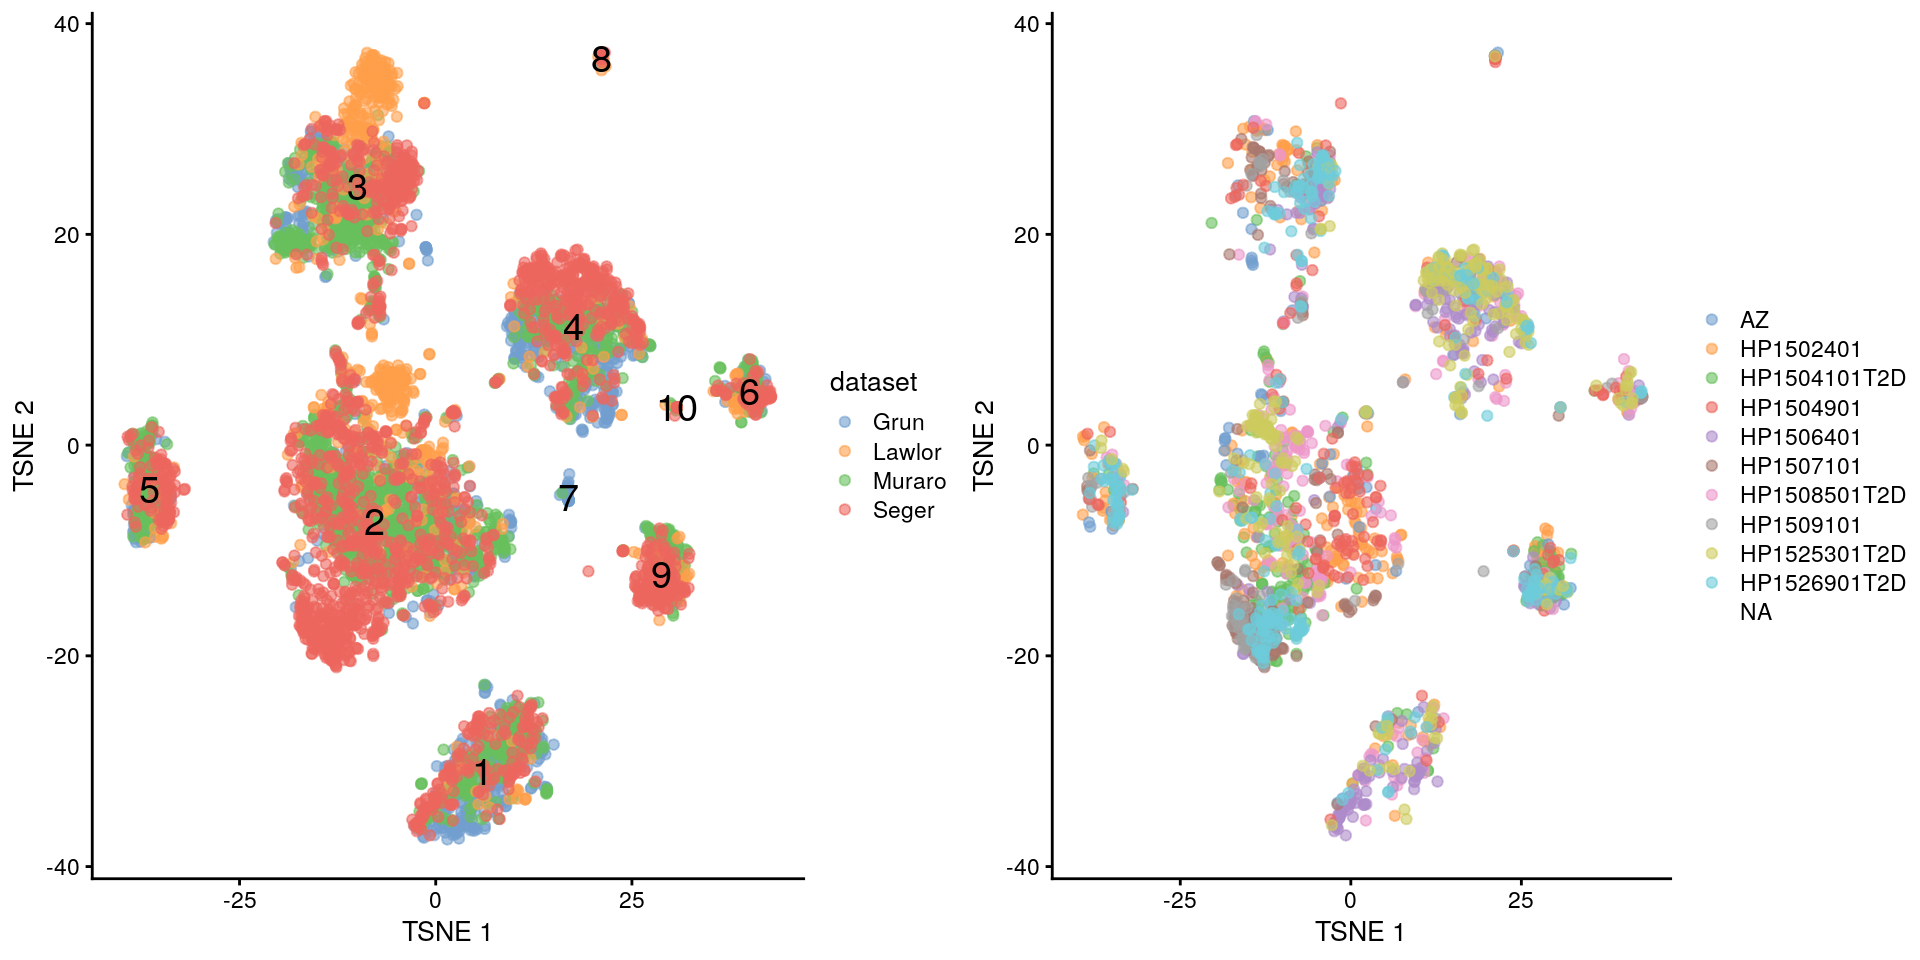 40
20
0
-20
-40
-25
0
25
TSNE 1
TSNE 2
8
3
4
6
10
7
5
2
9
1
dataset
Grun
Lawlor
Muraro
Seger
40
20
0
-20
-40
-25
0
25
TSNE 1
TSNE 2
AZ
HP1502401
HP1504101T2D
HP1504901
HP1506401
HP1507101
HP1508501T2D
HP1509101
HP1525301T2D
HP1526901T2D
NA